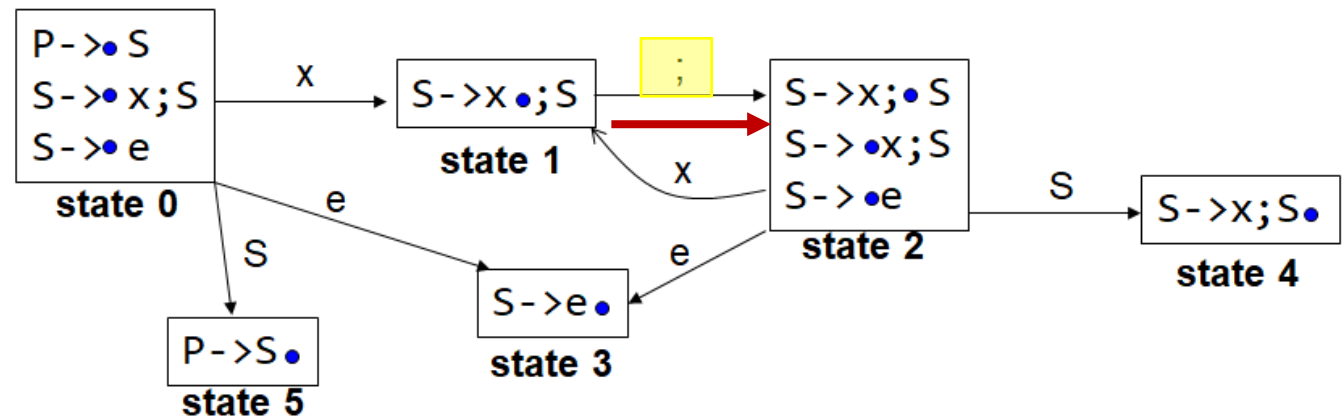 P->• S
S->• x;S
S->• e
state 0
x
S->x •;S
state 1
;
S->x;• S
S-> •x;S
S-> •e
state 2
x
e
S
S->x;S•
state 4
e
S->e•
state 3
S
P->S•
state 5